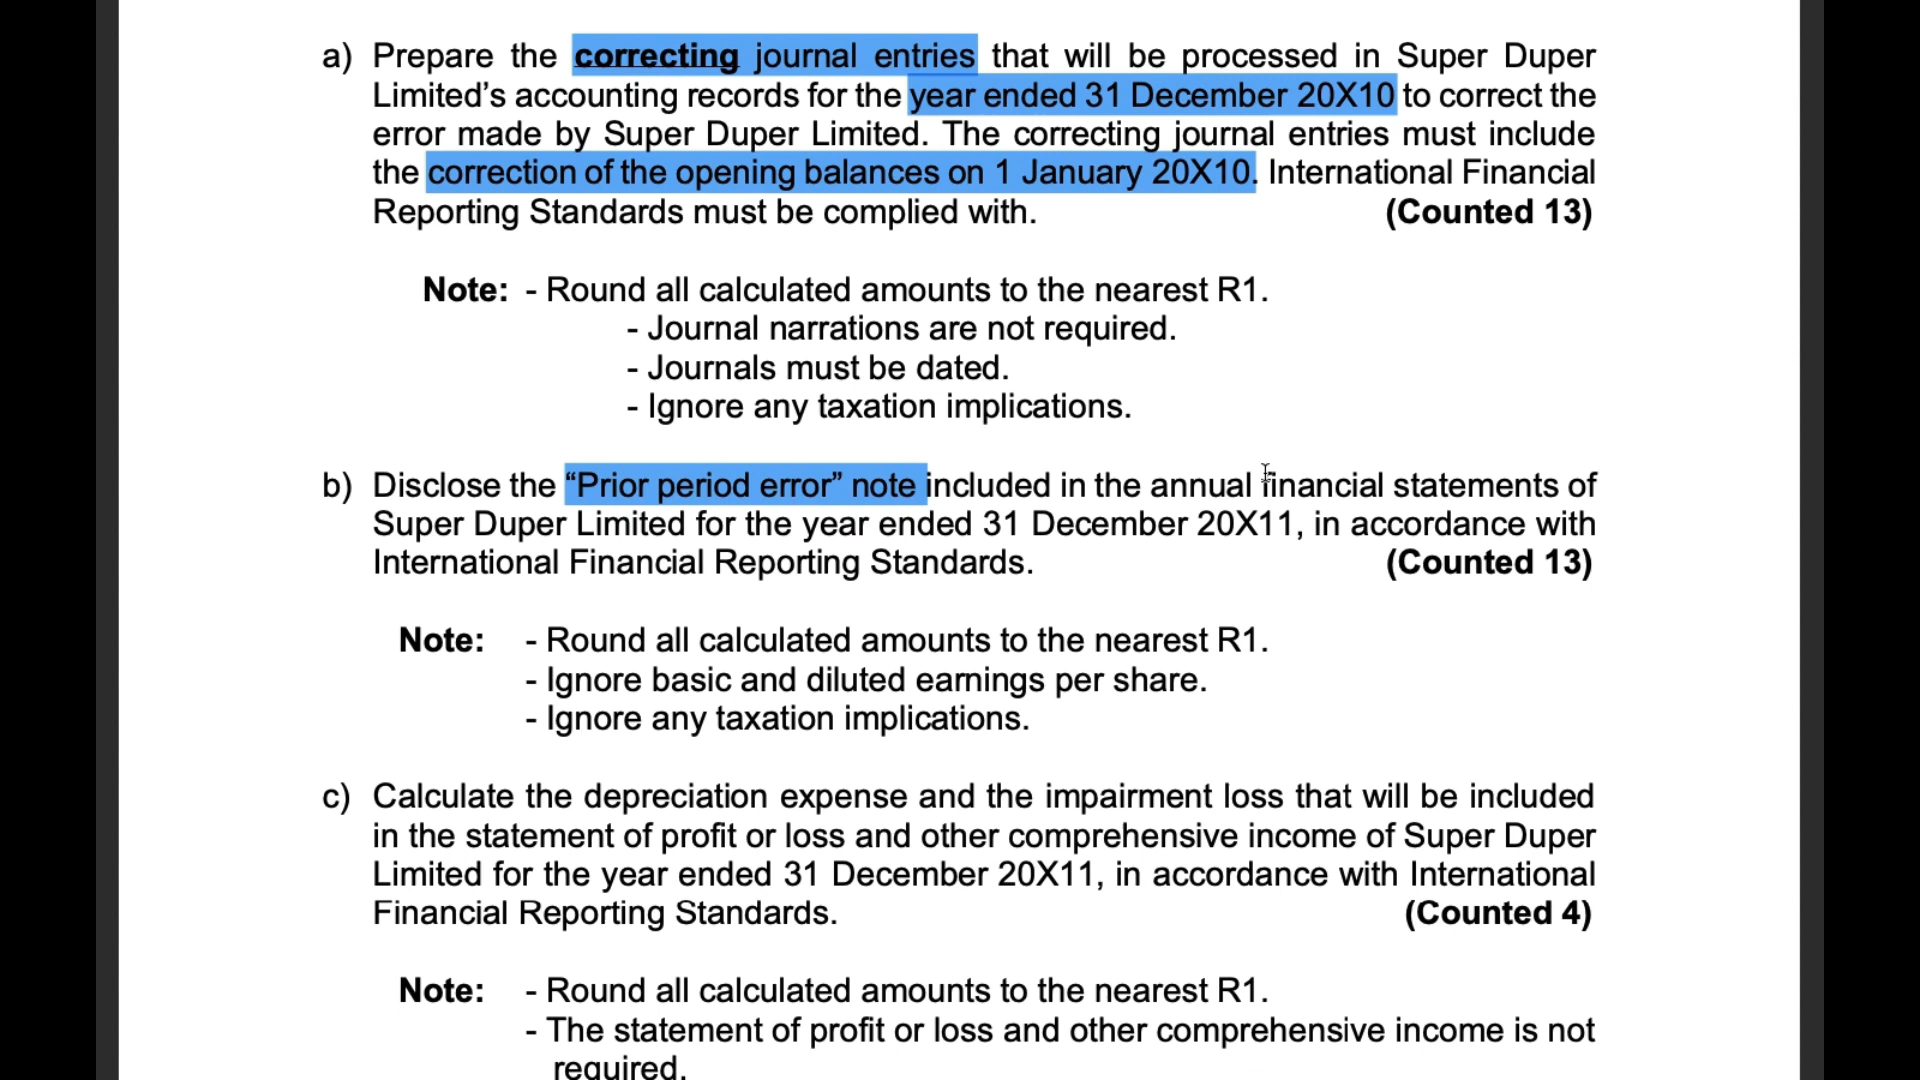 a) Prepare the correcting journal entries that will be processed in Super Duper
Limited’s accounting records for the year ended 31 December 20X10 to correct the
error made by Super Duper Limited. The correcting journal entries must include
the correction of the opening balances on 1 January 20X10. International Financial
Reporting Standards must be complied with. (Counted 13)
Note: - Round all calculated amounts to the nearest R1.
- Journal narrations are not required.
- Journals must be dated.
- Ignore any taxation implications.
b) Disclose the “Prior period error” note included in the annual financial statements of
Super Duper Limited for the year ended 31 December 20X11, in accordance with
International Financial Reporting Standards. (Counted 13)
Note: - Round all calculated amounts to the nearest R1.
- Ignore basic and diluted earnings per share.
- Ignore any taxation implications.
c) Calculate the depreciation expense and the impairment loss that will be included
in the statement of profit or loss and other comprehensive income of Super Duper
Limited for the year ended 31 December 20X11, in accordance with International
Financial Reporting Standards. (Counted 4)
Note: - Round all calculated amounts to the nearest R1.
- The statement of profit or loss and other comprehensive income is not
required.